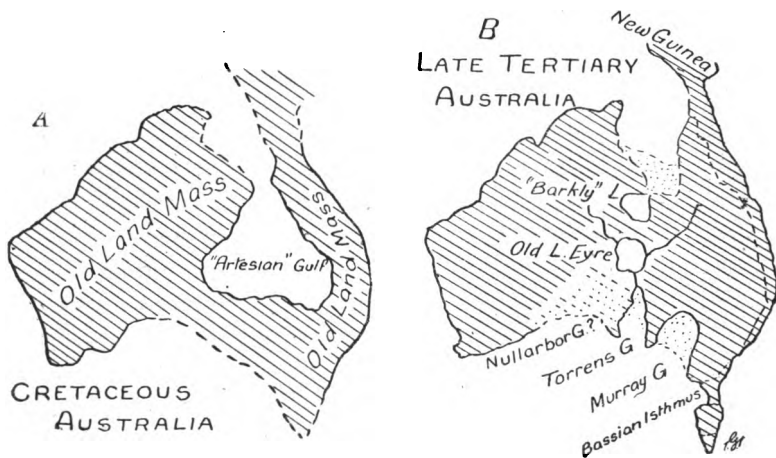 A
Old Land Mass
"Artesian" Gulf
Old Land Mass
CRETACEOUS
AUSTRALIA
B
LATE TERTIARY
AUSTRALIA
New Guinea
"Barkly" L
Old L. Eyre
Nullarbor G?
Torrens G
Murray G
Bassian Isthmus